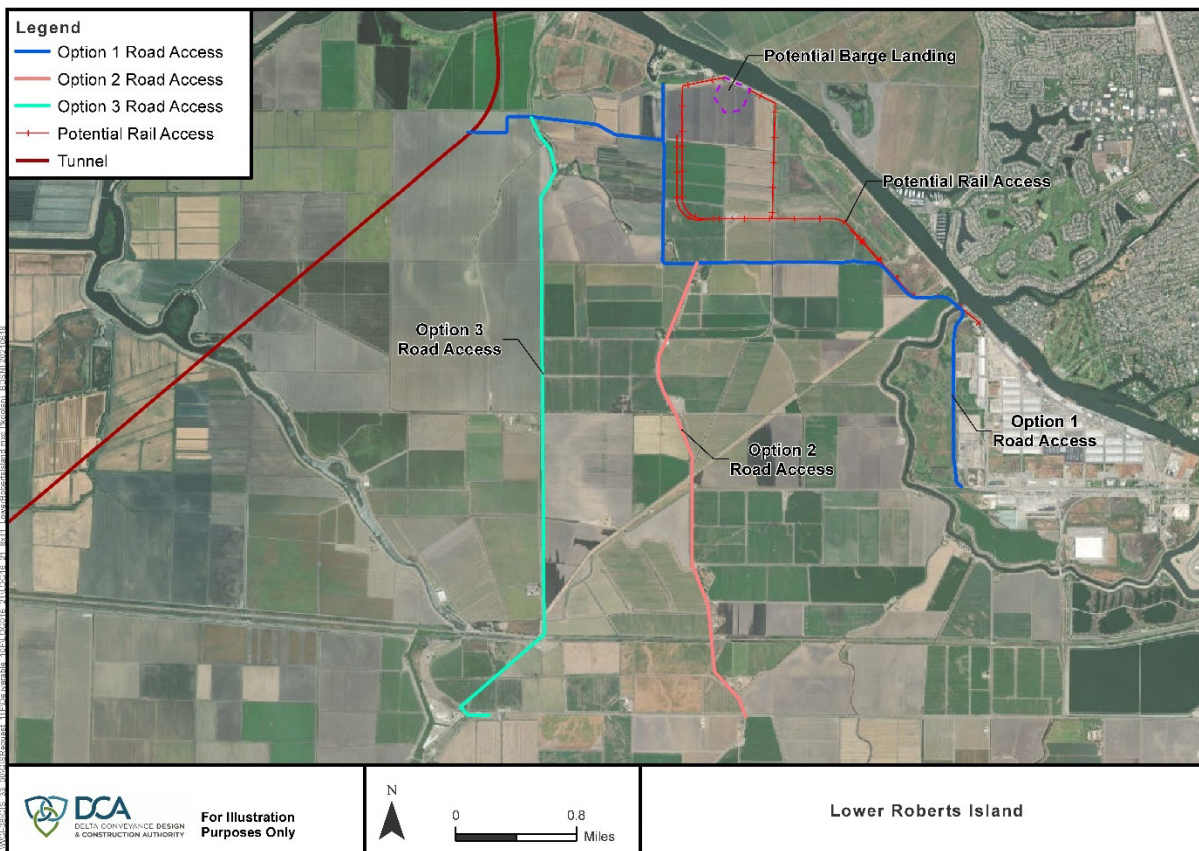 Legend
Option 1 Road Access
Option 2 Road Access
Option 3 Road Access
Potential Rail Access
Tunnel
Potential Barge Landing
Potential Rail Access
Option 3
Road Access
Option 1
Road Access
Option 2
Road Access
DCA
DELTA CONVEYANCE DESIGN
& CONSTRUCTION AUTHORITY
For Illustration
Purposes Only
N
0 0.8
Miles
Lower Roberts Island